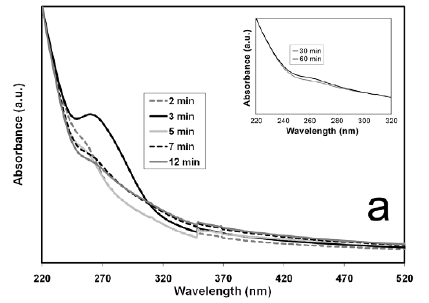 Absorbance (a.u.)
2 min
3 min
5 min
7 min
12 min
220 270 320 370 420 470 520
Wavelength (nm)
Absorbance (a.u.)
30 min
60 min
220 240 260 280 300 320
Wavelength (nm)
a